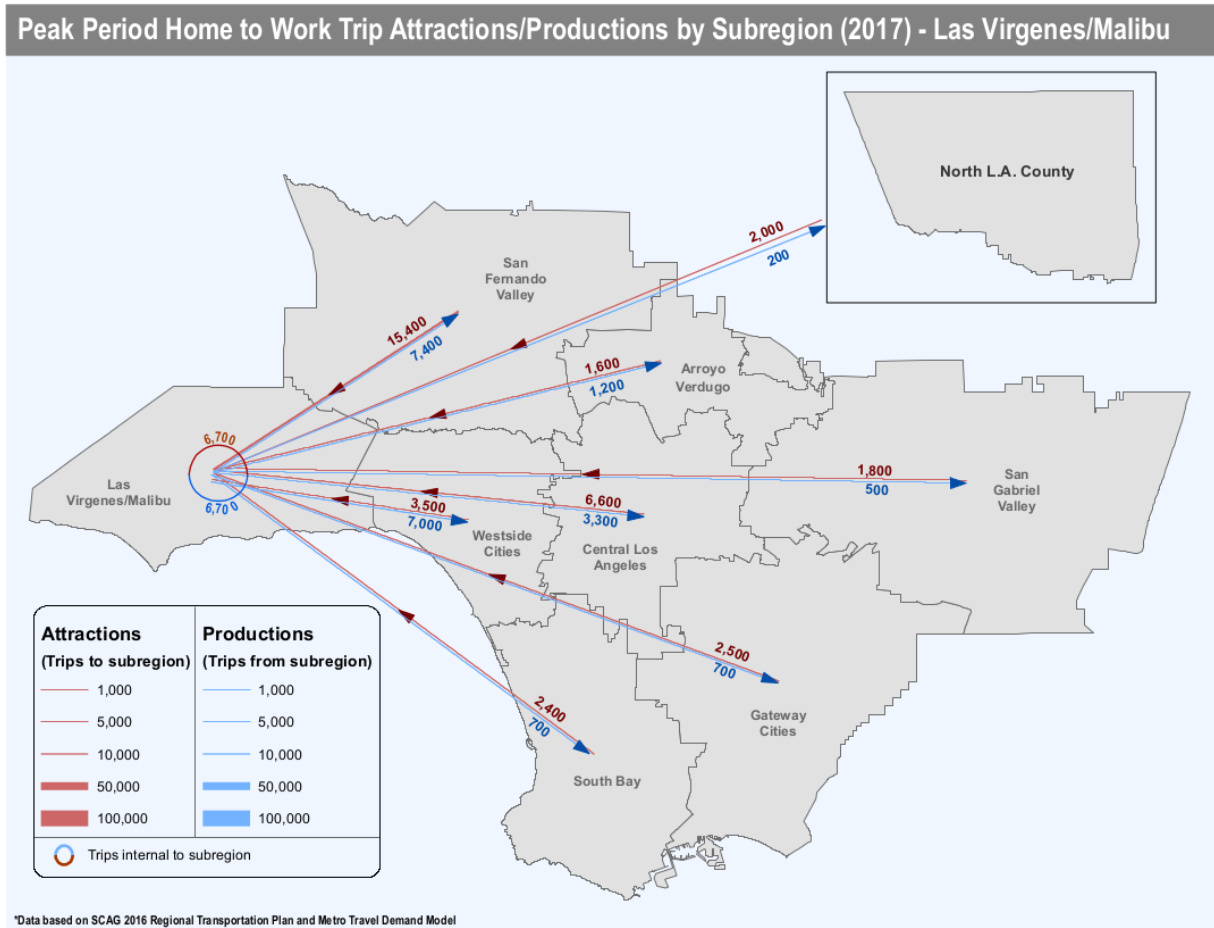 Peak Period Home to Work Trip Attractions/Productions by Subregion (2017) - Las Virgenes/Malibu
North L.A. County
2,000
200
San
Fernando
Valley
15,400
7,400
1,600
1,200
Arroyo
Verdugo
6,700
6,700
Las
Virgenes/Malibu
1,800
500
San
Gabriel
Valley
6,600
3,300
3,500
7,000
Westside
Cities
Central Los
Angeles
2,500
700
Gateway
Cities
2,400
700
South Bay
Attractions
(Trips to subregion)
1,000
5,000
10,000
50,000
100,000
Productions
(Trips from subregion)
1,000
5,000
10,000
50,000
100,000
Trips internal to subregion
*Data based on SCAG 2016 Regional Transportation Plan and Metro Travel Demand Model